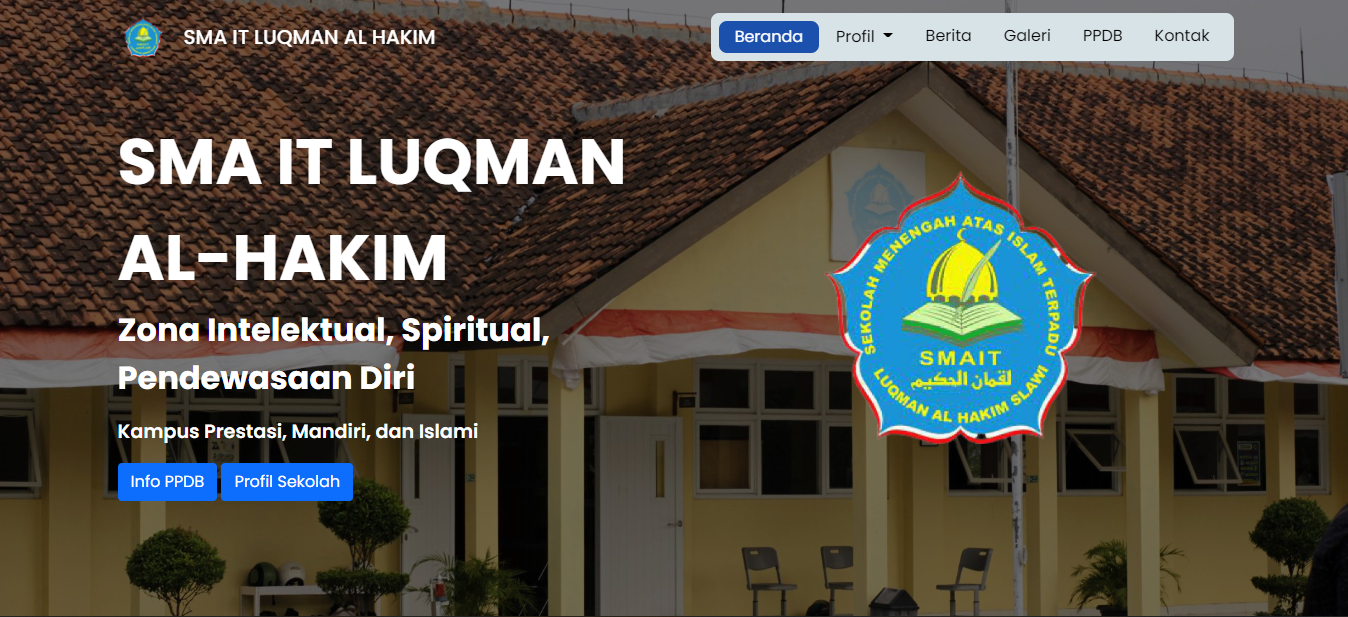 SMA IT LUQMAN AL HAKIM
Beranda
Profil
Berita
Galeri
PPDB
Kontak
SMA IT LUQMAN
AL-HAKIM
Zona Intelektual, Spiritual,
Pendewasaan Diri
Kampus Prestasi, Mandiri, dan Islami
Info PPDB
Profil Sekolah
SEKOLAH MENENGAH ATAS ISLAM TERPADU
SMAIT
لقمان الحكيم
LUQMAN AL HAKIM SLAWI